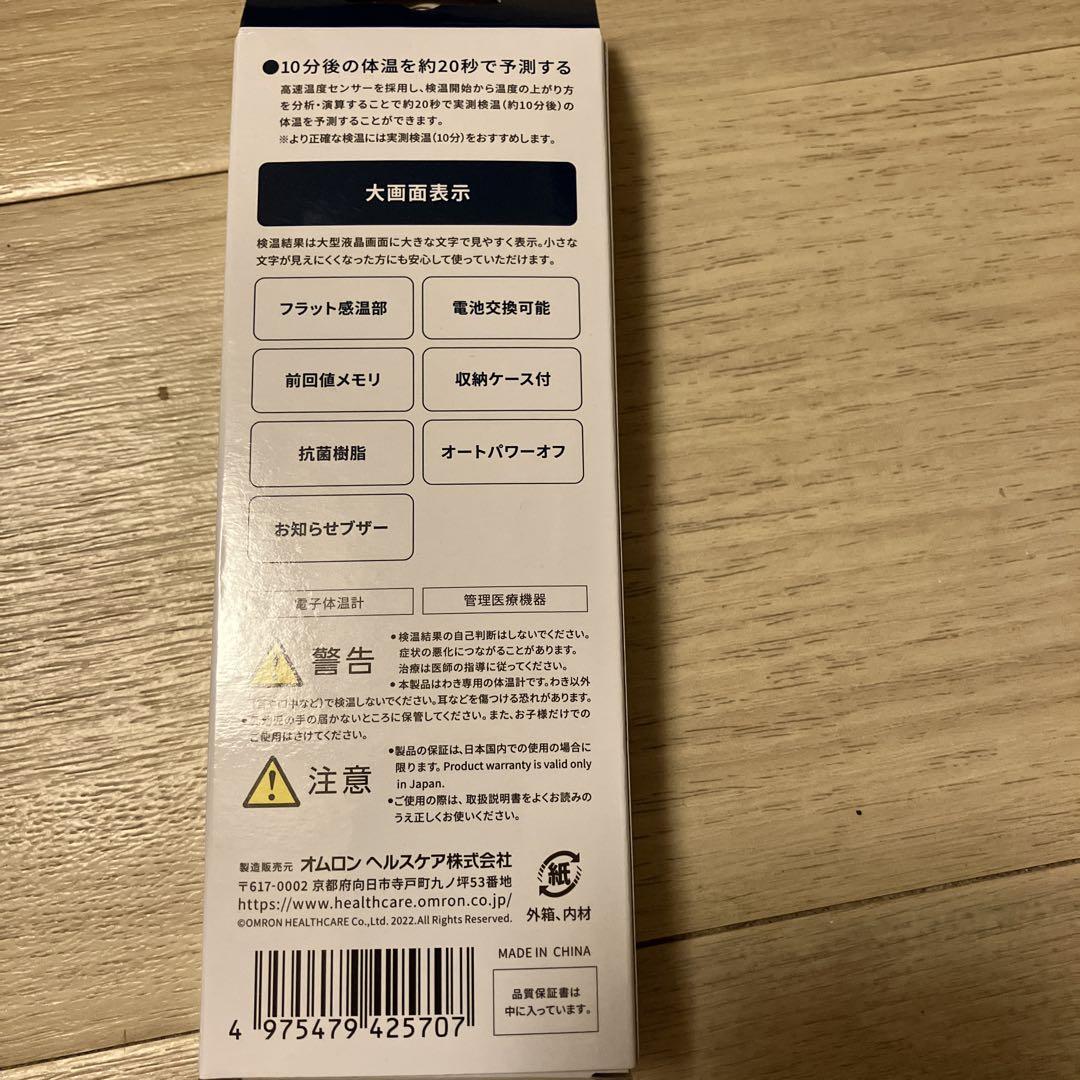 ●10分後の体温を約20秒で予測する
高速温度センサーを採用し、検温開始から温度の上がり方
を分析・演算することで約20秒で実測検温(約10分後)の
体温を予測することができます。
※より正確な検温には実測検温(10分)をおすすめします。
大画面表示
検温結果は大型液晶画面に大きな文字で見やすく表示。小さな
文字が見えにくくなった方にも安心して使っていただけます。
フラット感温部
電池交換可能
前回値メモリ
収納ケース付
抗菌樹脂
オートパワーオフ
お知らせブザー
電子体温計
管理医療機器
警告
●検温結果の自己判断はしないでください。
症状の悪化につながることがあります。
治療は医師の指導に従ってください。
●本製品はわき専用の体温計です。わき以外
(耳や口中など)で検温しないでください。耳などを傷つける恐れがあります。
の手の届かないところに保管してください。また、お子様だけでの
ご使用はさけてください。
注意
●製品の保証は、日本国内での使用の場合に
限ります。Product warranty is valid only
in Japan.
●ご使用の際は、取扱説明書をよくお読みの
うえ正しくお使いください。
製造販売元 オムロン ヘルスケア株式会社
〒617-0002 京都府向日市寺戸町九ノ坪53番地
https://www.healthcare.omron.co.jp/
©OMRON HEALTHCARE Co.,Ltd. 2022.All Rights Reserved.
紙
外箱、内材
MADE IN CHINA
品質保証書は
中に入っています。
4 975479 425707